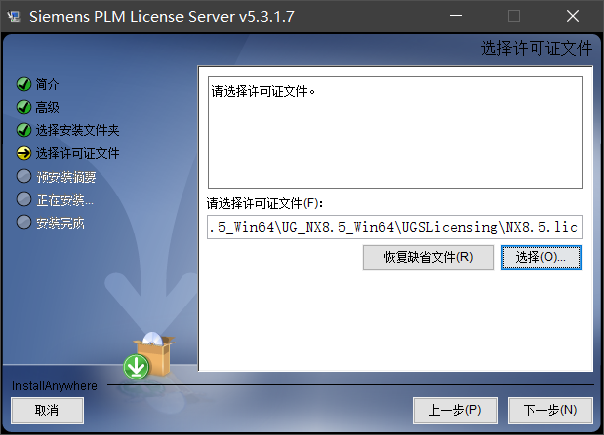 Siemens PLM License Server v5.3.1.7
选择许可证文件
简介
高级
选择安装文件夹
选择许可证文件
预安装摘要
正在安装...
安装完成
请选择许可证文件。
请选择许可证文件(F):
.5_Win64\UG_NX8.5_Win64\UGSLicensing\NX8.5.lic
恢复缺省文件(R)
选择(O)...
InstallAnywhere
取消
上一步(P)
下一步(N)